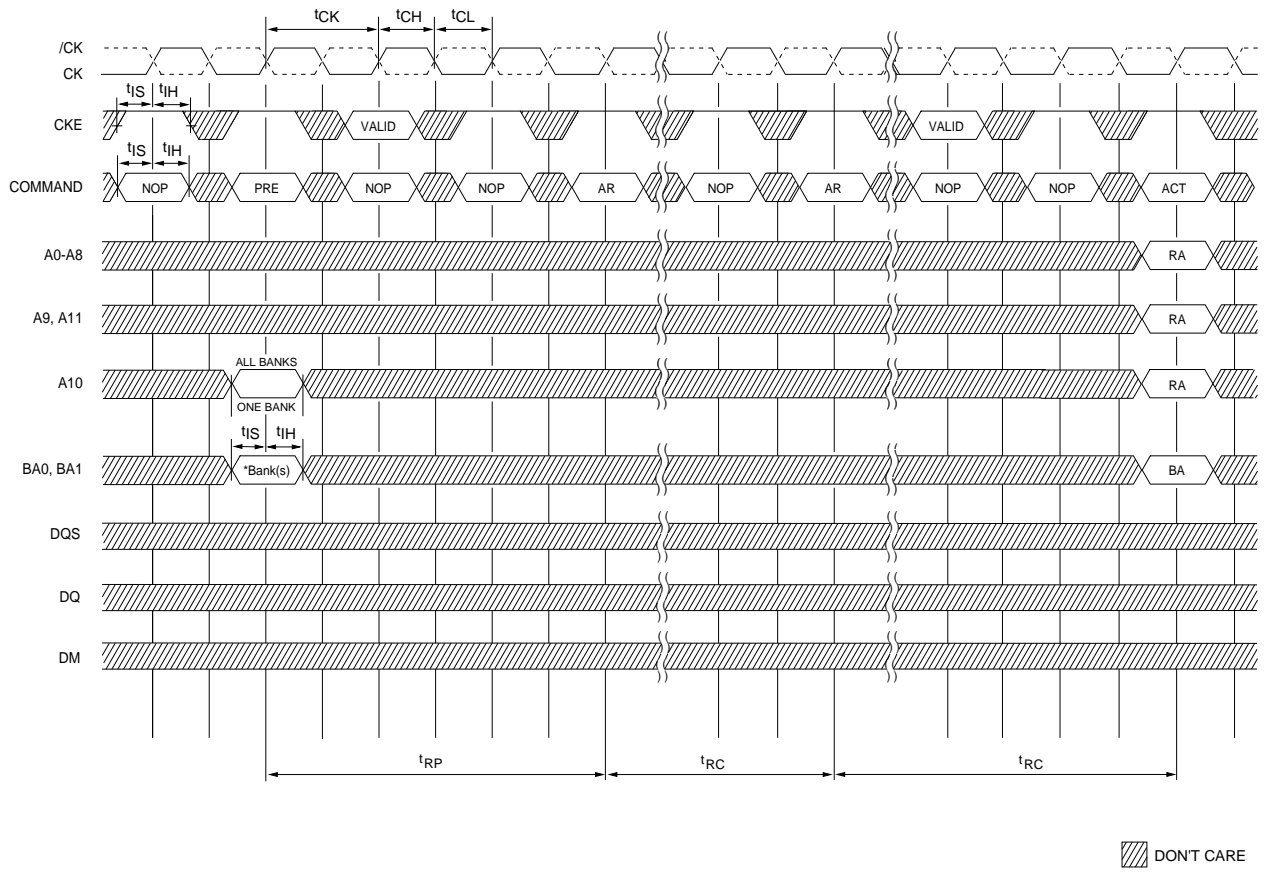 tCK tCH tCL
/CK
CK
tIS tIH
CKE VALID VALID
tIS tIH
COMMAND NOP PRE NOP NOP AR NOP AR NOP NOP ACT
A0-A8 RA
A9, A11 RA
ALL BANKS
A10 RA
ONE BANK
tIS tIH
BA0, BA1 *Bank(s) BA
DQS
DQ
DM
tRP tRC tRC
DON'T CARE